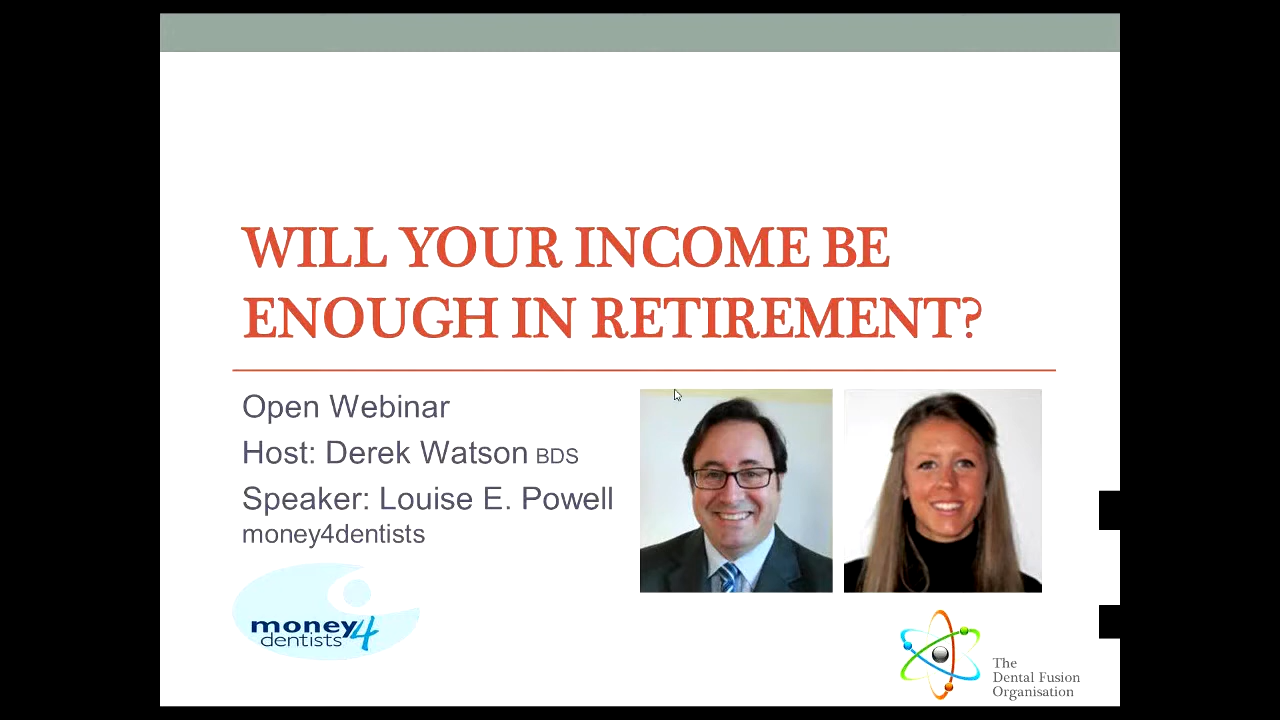 WILL YOUR INCOME BE
ENOUGH IN RETIREMENT?
Open Webinar
Host: Derek Watson BDS
Speaker: Louise E. Powell
money4dentists
money4
dentists
The
Dental Fusion
Organisation